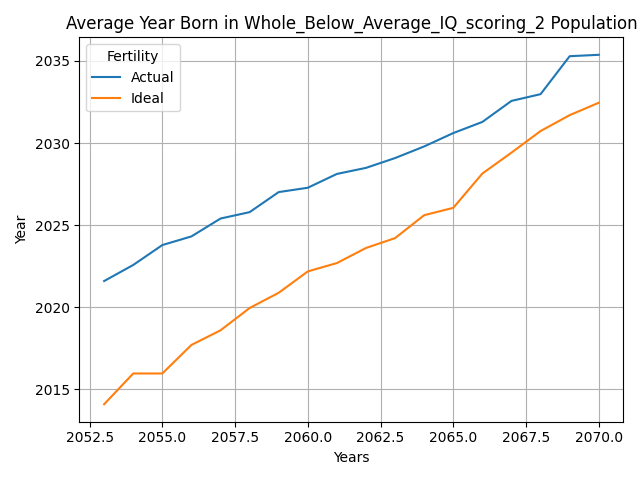 Average Year Born in Whole_Below_Average_IQ_scoring_2 Population
Fertility
Actual
Ideal
2035
2030
2025
2020
2015
Year
2052.5 2055.0 2057.5 2060.0 2062.5 2065.0 2067.5 2070.0
Years